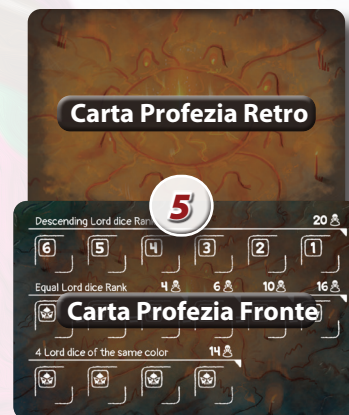 Carta Profezia Retro
5
Descending Lord dice 20
6 5 4 3 2 1
Equal Lord dice Rank 4 6 10 16
Carta Profezia Fronte
4 Lord dice of the same color 14